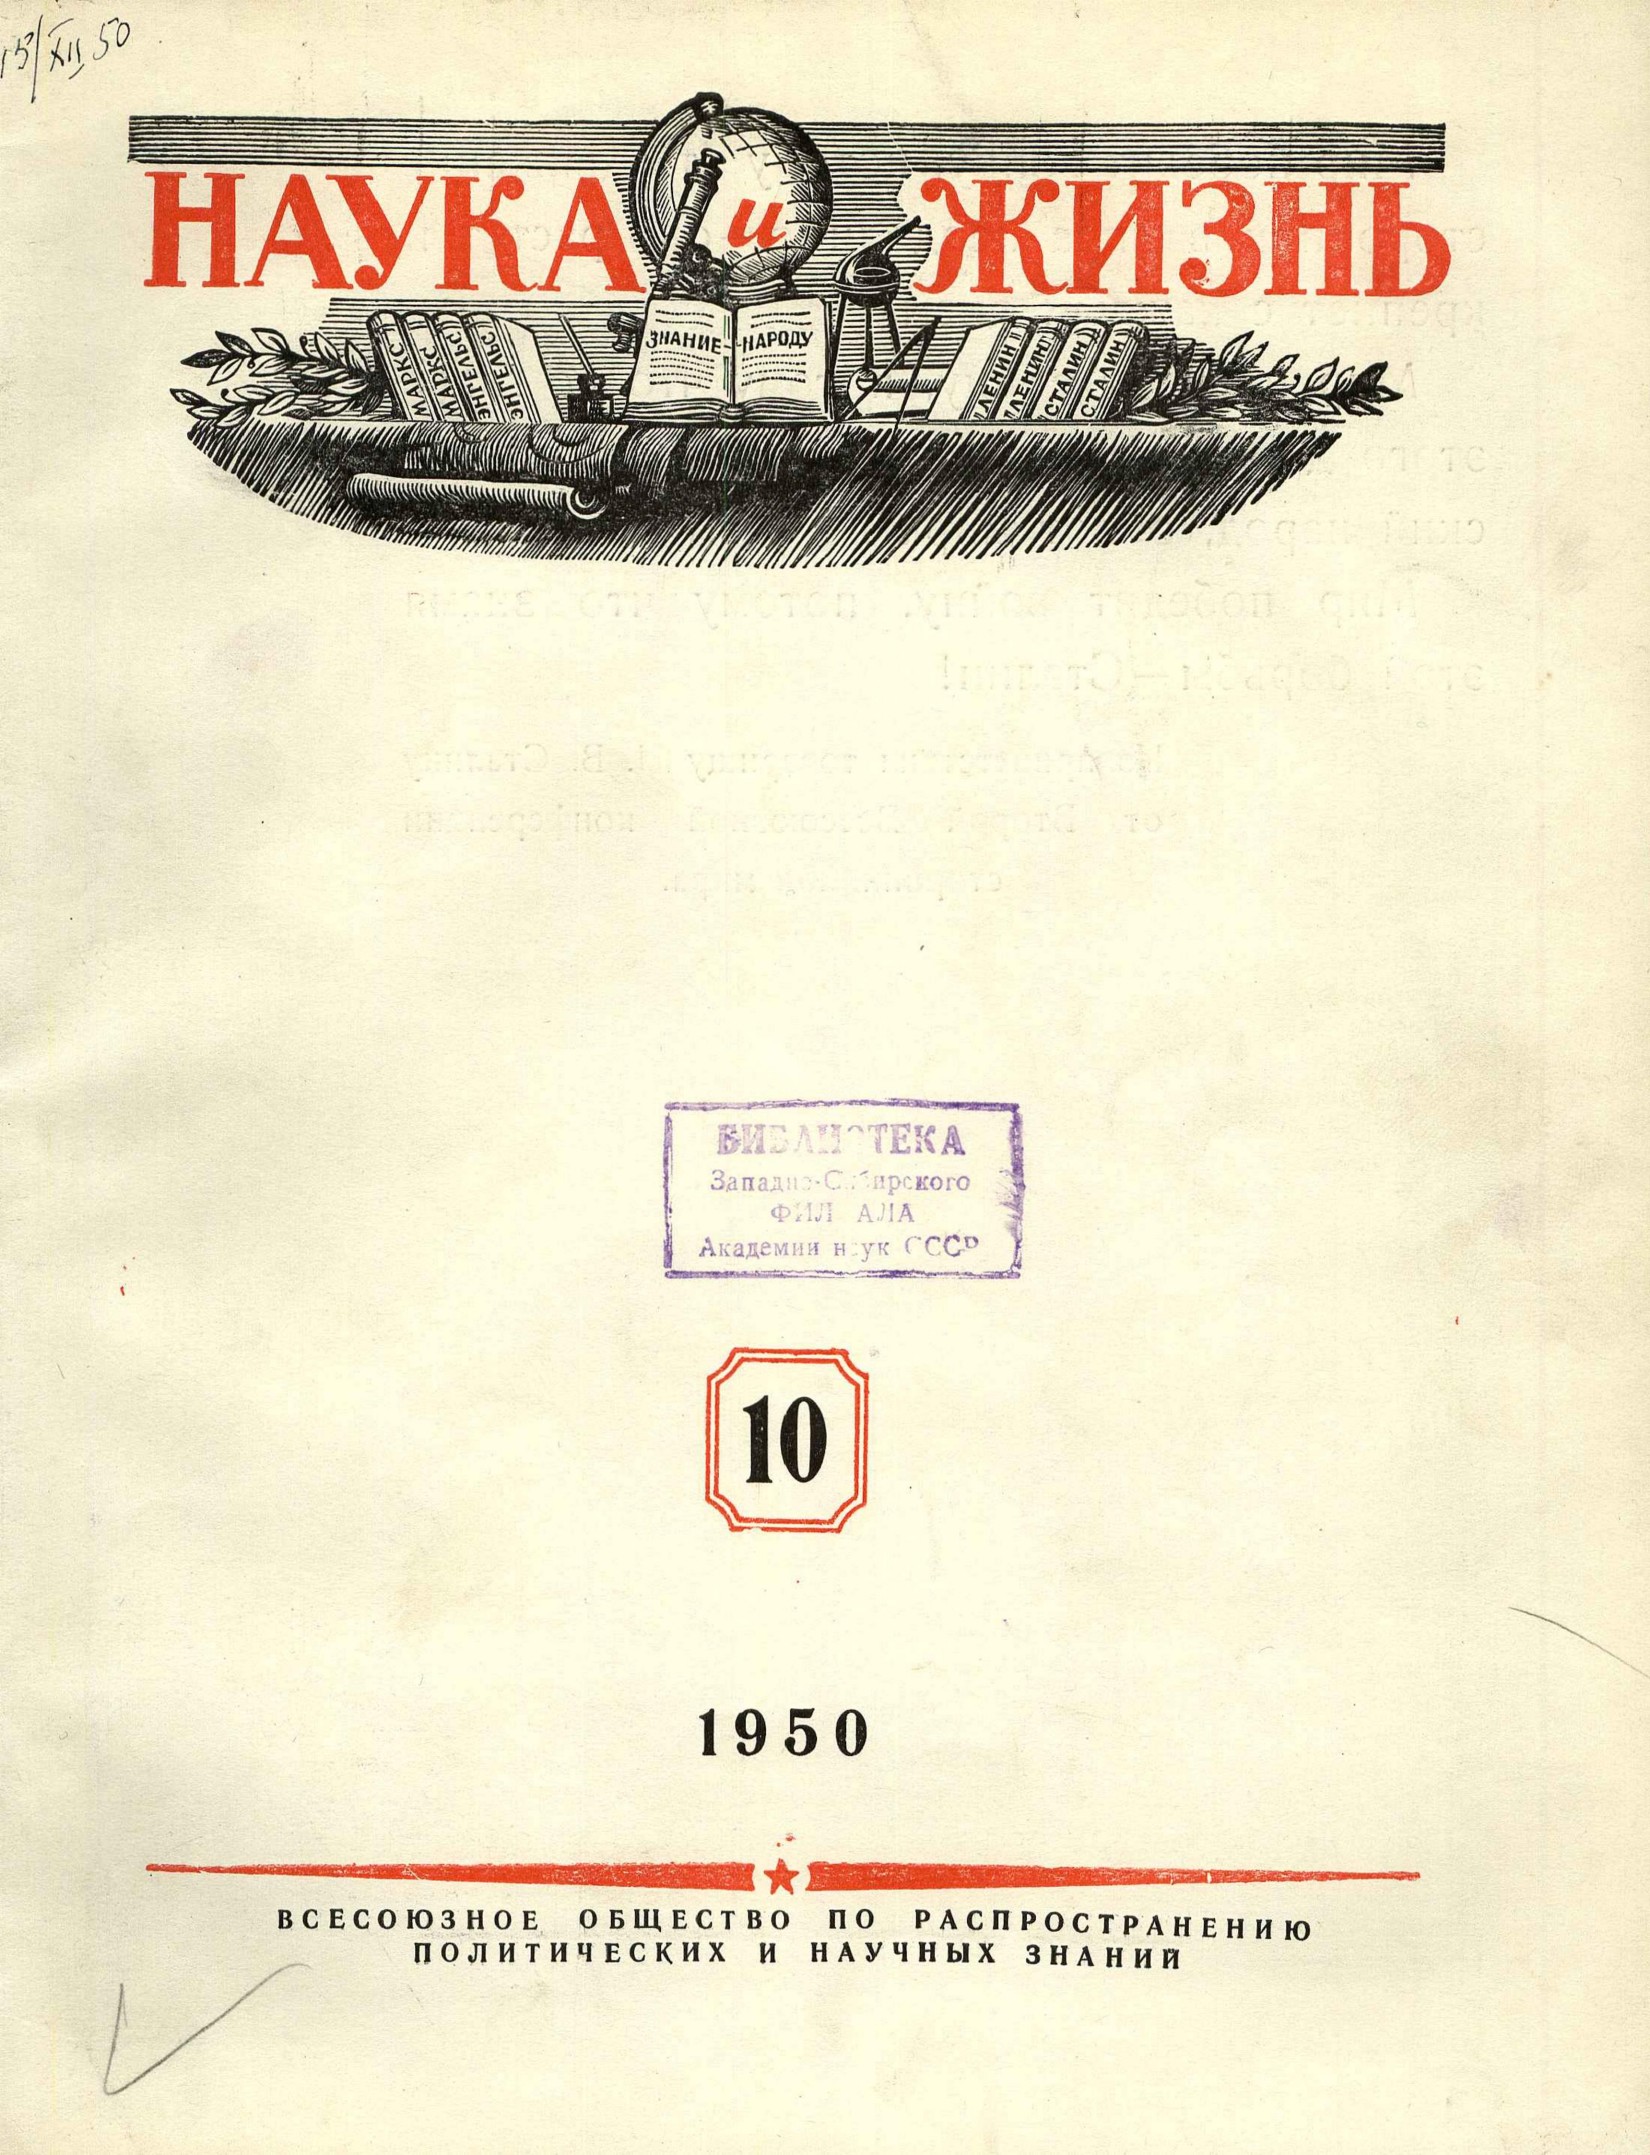 15/XII 50
НАУКА и ЖИЗНЬ
ЗНАНИЕ- -НАРОДУ
МАРКС
МАРКС
ЭНГЕЛЬС
ЭНГЕЛЬС
ЛЕНИН
ЛЕНИН
СТАЛИН
СТАЛИН
БИБЛИОТЕКА
Западно-Сибирского
ФИЛИАЛА
Академии наук СССР
10
1950
ВСЕСОЮЗНОЕ ОБЩЕСТВО ПО РАСПРОСТРАНЕНИЮ
ПОЛИТИЧЕСКИХ И НАУЧНЫХ ЗНАНИЙ